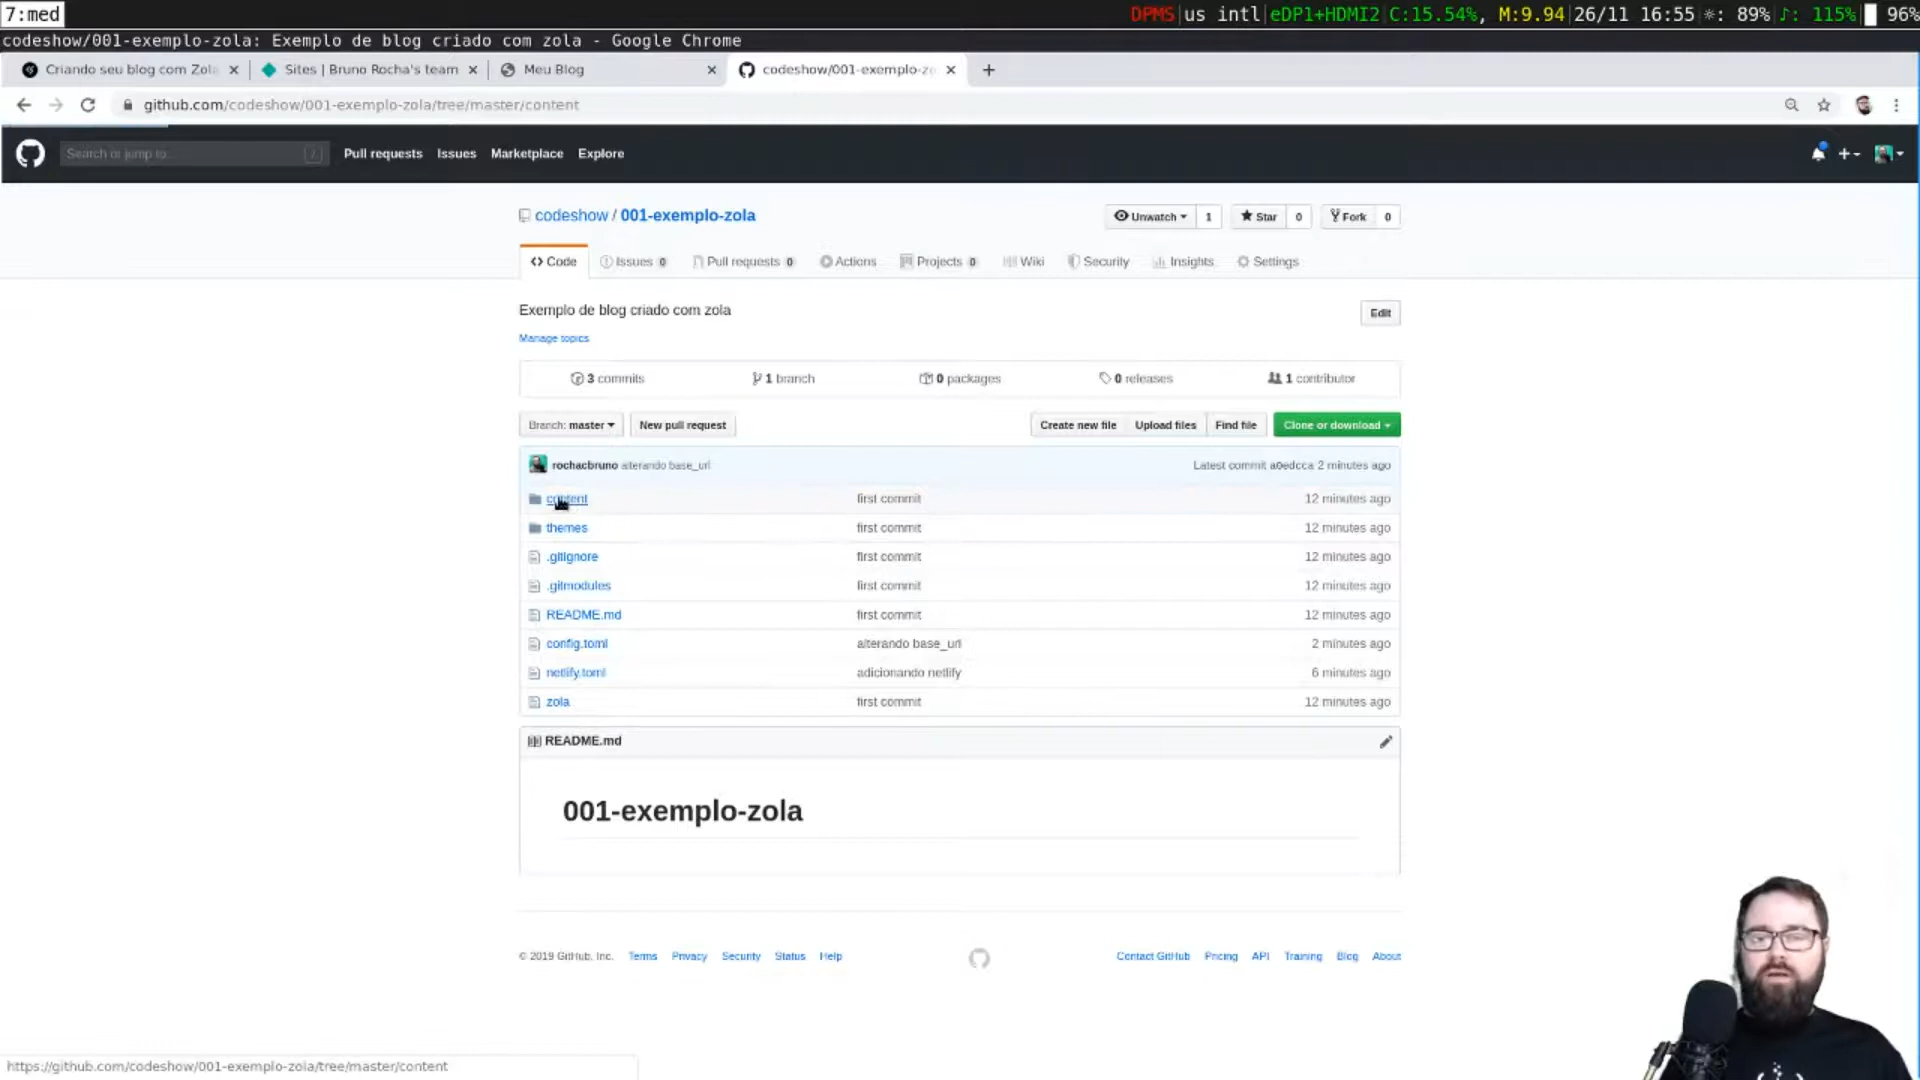 7:med
DPMS|us intl|eDP1+HDMI2|C:15.54%, M:9.94|26/11 16:55 ☼: 89%|♪: 115%| 96%
codeshow/001-exemplo-zola: Exemplo de blog criado com zola - Google Chrome
Criando seu blog com Zola
Sites | Bruno Rocha's team
Meu Blog
codeshow/001-exemplo-zo
github.com/codeshow/001-exemplo-zola/tree/master/content
Search or jump to...
/
Pull requests
Issues
Marketplace
Explore
codeshow / 001-exemplo-zola
Unwatch 1
Star 0
Fork 0
Code
Issues 0
Pull requests 0
Actions
Projects 0
Wiki
Security
Insights
Settings
Exemplo de blog criado com zola
Edit
Manage topics
3 commits
1 branch
0 packages
0 releases
1 contributor
Branch: master
New pull request
Create new file
Upload files
Find file
Clone or download
rochacbruno alterando base_url
Latest commit a0edcca 2 minutes ago
content first commit 12 minutes ago
themes first commit 12 minutes ago
.gitignore first commit 12 minutes ago
.gitmodules first commit 12 minutes ago
README.md first commit 12 minutes ago
config.toml alterando base_url 2 minutes ago
netlify.toml adicionando netlify 6 minutes ago
zola first commit 12 minutes ago
README.md
001-exemplo-zola
© 2019 GitHub, Inc.
Terms
Privacy
Security
Status
Help
Contact GitHub
Pricing
API
Training
Blog
About
https://github.com/codeshow/001-exemplo-zola/tree/master/content